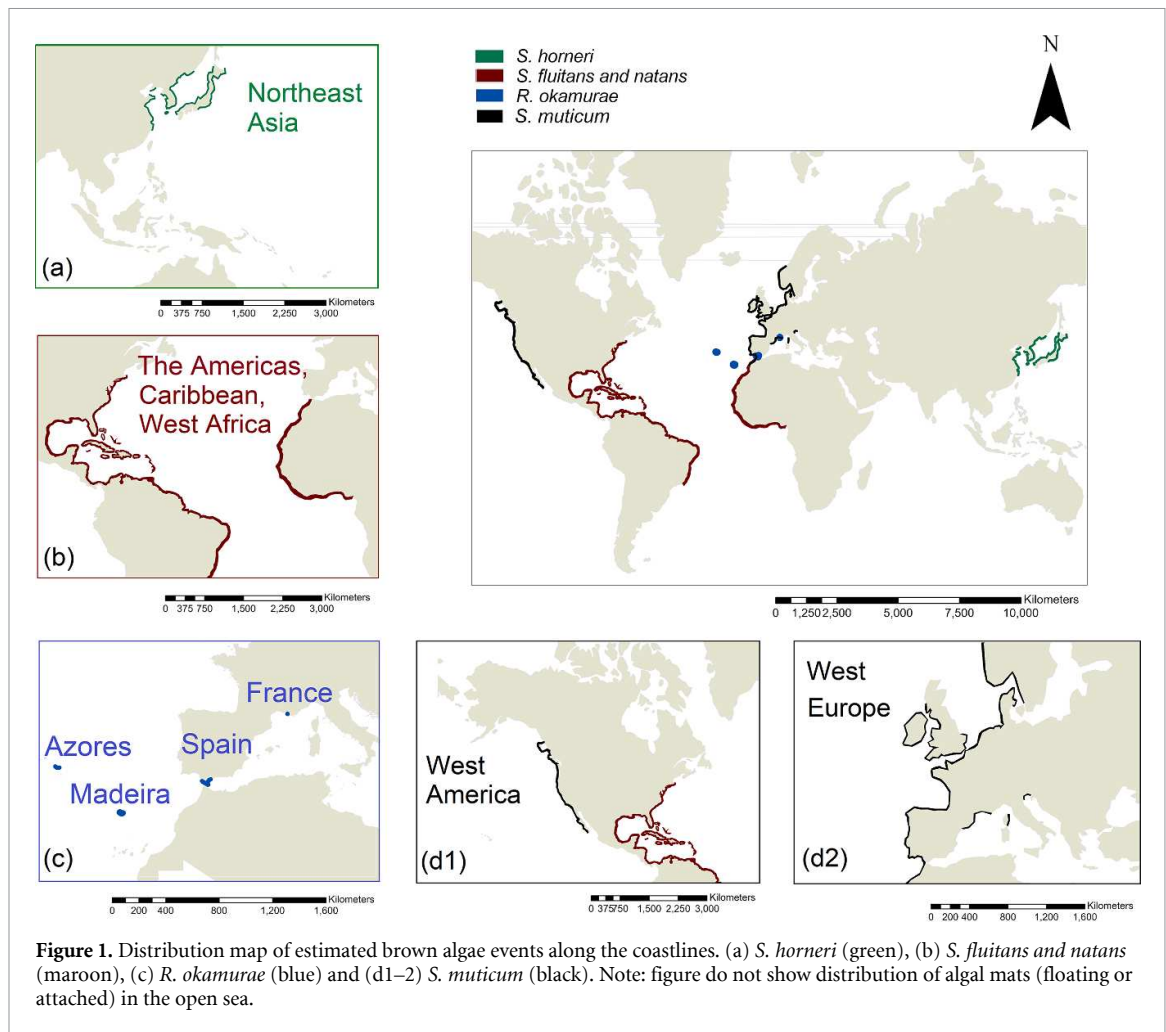 Northeast
Asia
(a)
0 375 750 1,500 2,250 3,000 Kilometers
S. horneri
S. fluitans and natans
R. okamurae
S. muticum
N
0 1,250 2,500 5,000 7,500 10,000 Kilometers
The Americas,
Caribbean,
West Africa
(b)
0 375 750 1,500 2,250 3,000 Kilometers
France
Spain
Azores
Madeira
(c)
0 200 400 800 1,200 1,600 Kilometers
West
America
(d1)
0 375 750 1,500 2,250 3,000 Kilometers
West
Europe
(d2)
0 200 400 800 1,200 1,600 Kilometers
Figure 1. Distribution map of estimated brown algae events along the coastlines. (a) S. horneri (green), (b) S. fluitans and natans
(maroon), (c) R. okamurae (blue) and (d1–2) S. muticum (black). Note: figure do not show distribution of algal mats (floating or
attached) in the open sea.